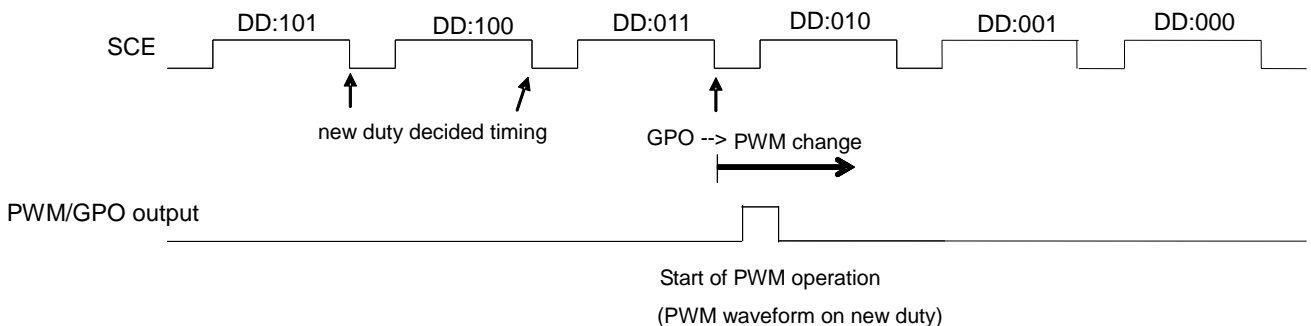 DD:101 DD:100 DD:011 DD:010 DD:001 DD:000
SCE
new duty decided timing
GPO --> PWM change
PWM/GPO output
Start of PWM operation
(PWM waveform on new duty)